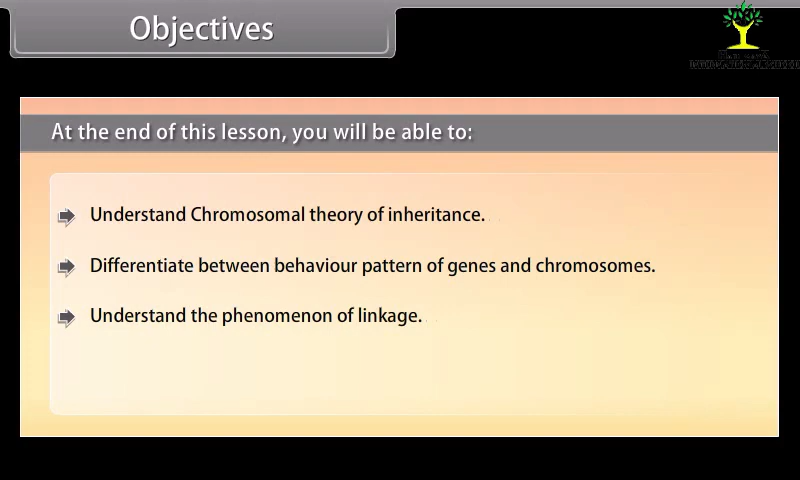 Objectives
At the end of this lesson, you will be able to:
Understand Chromosomal theory of inheritance.
Differentiate between behaviour pattern of genes and chromosomes.
Understand the phenomenon of linkage.